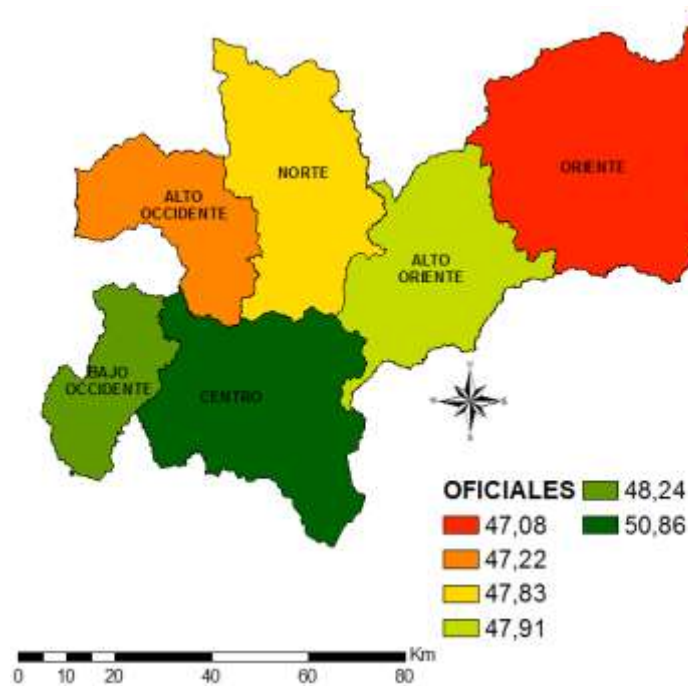 NORTE
ORIENTE
ALTO
OCCIDENTE
ALTO
ORIENTE
BAJO
OCCIDENTE
CENTRO
OFICIALES
47,08
47,22
47,83
47,91
48,24
50,86
Km
0 10 20 40 60 80